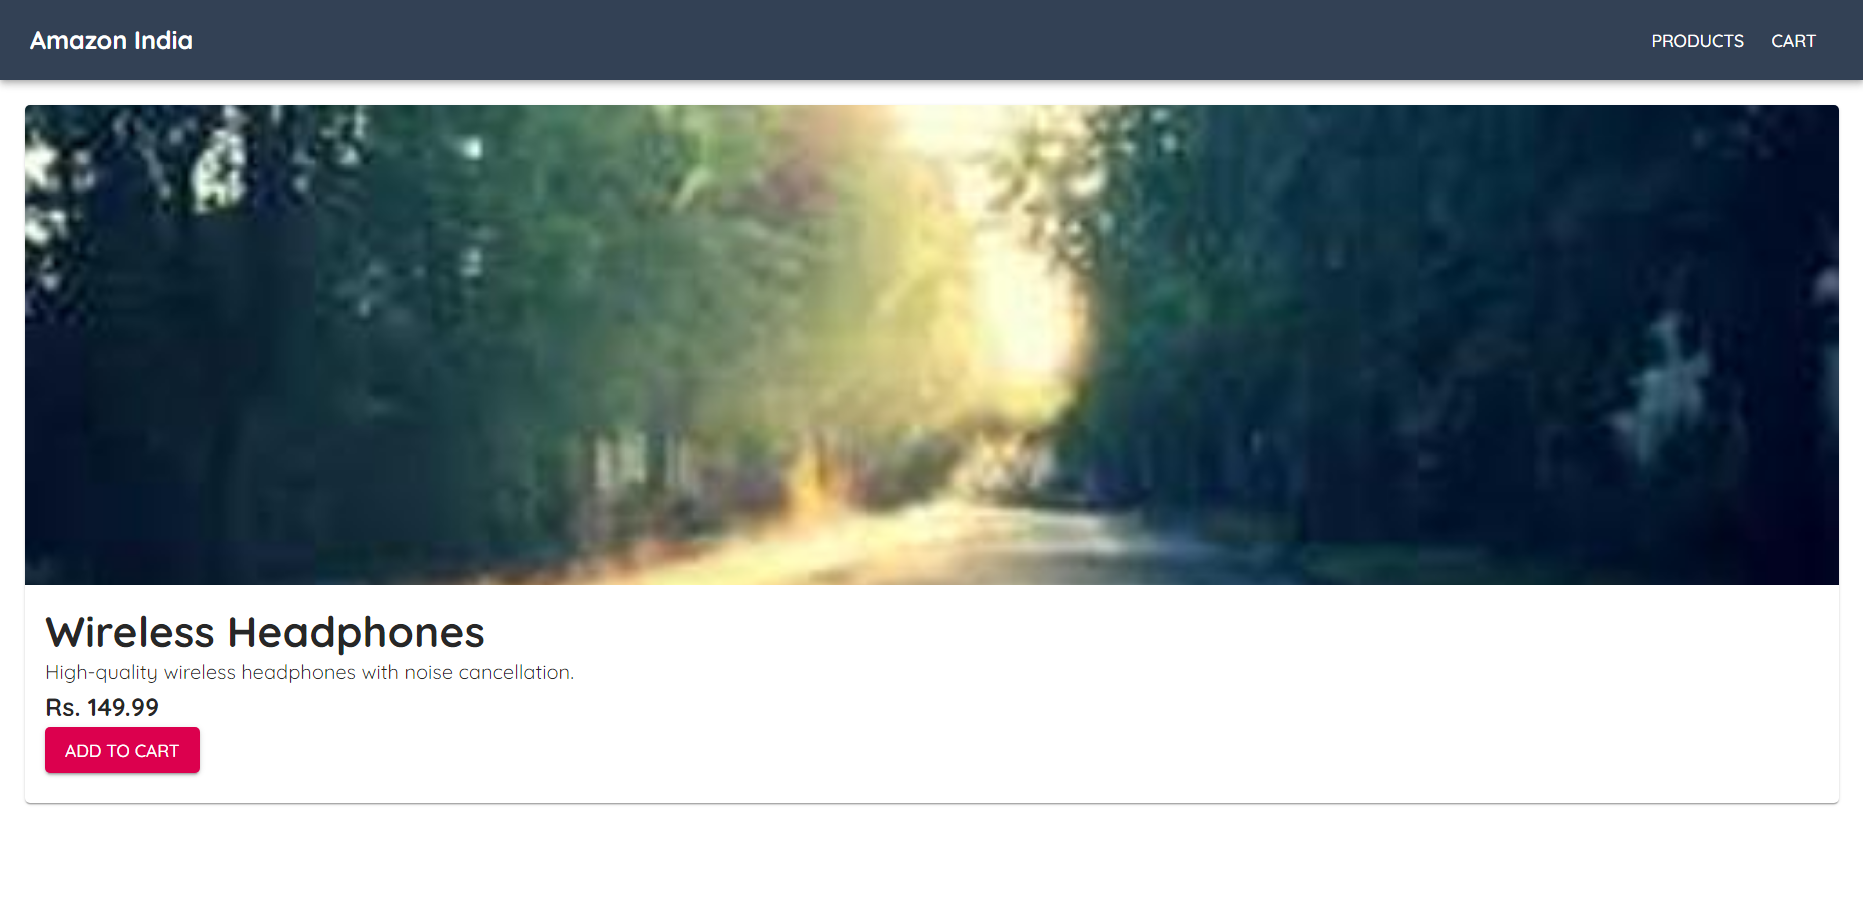 Amazon India
PRODUCTS CART
Wireless Headphones
High-quality wireless headphones with noise cancellation.
Rs. 149.99
ADD TO CART